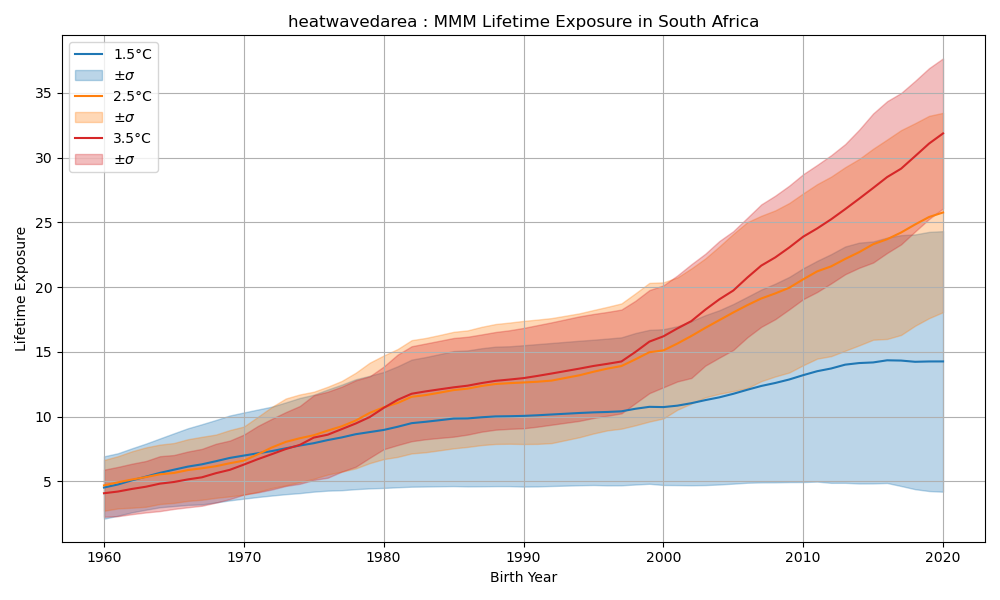 heatwavedarea : MMM Lifetime Exposure in South Africa
1.5°C
±σ
2.5°C
±σ
3.5°C
±σ
Lifetime Exposure
35
30
25
20
15
10
5
1960 1970 1980 1990 2000 2010 2020
Birth Year